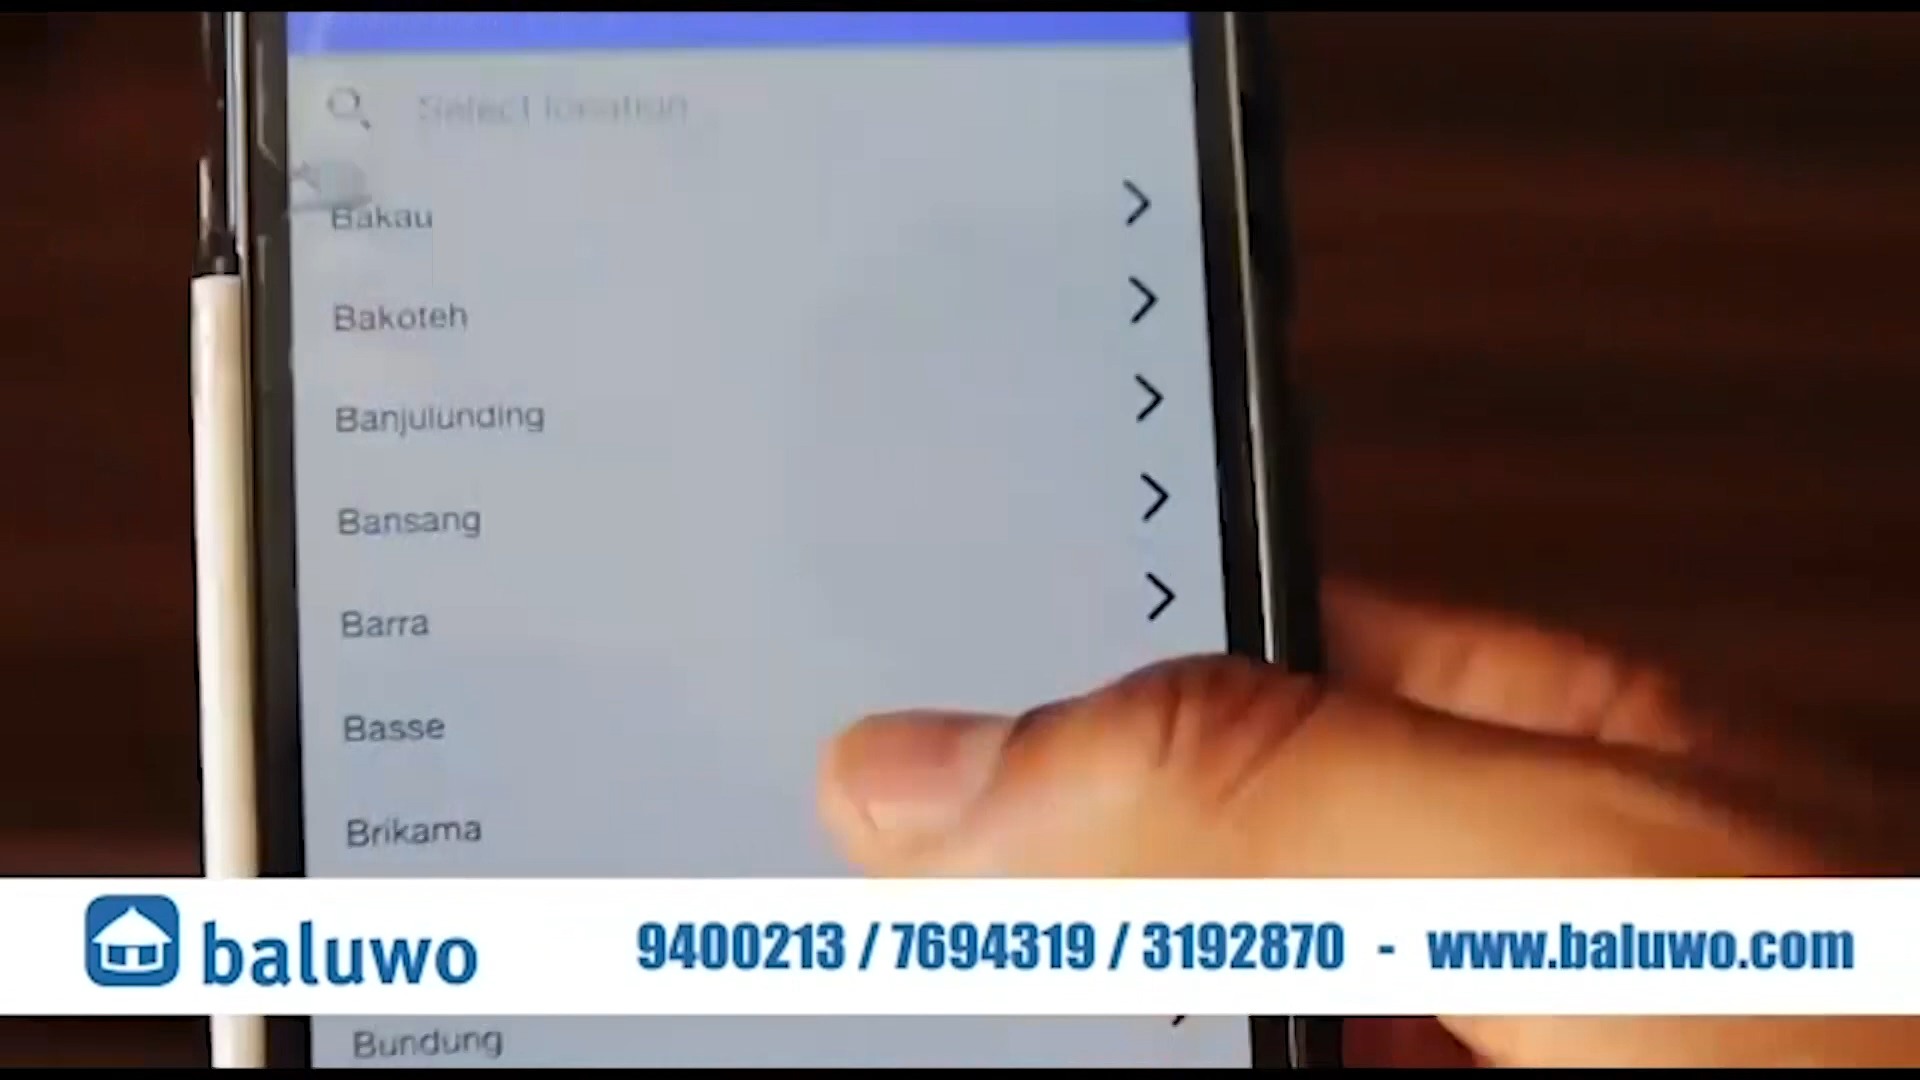 Select location
Bakau
Bakoteh
Banjulunding
Bansang
Barra
Basse
Brikama
baluwo 9400213 / 7694319 / 3192870 - www.baluwo.com
Bundung